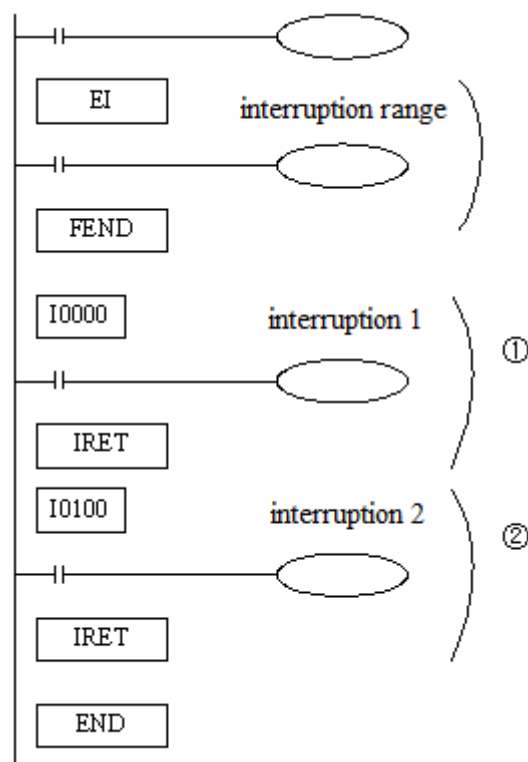 EI
interruption range
FEND
I0000
interruption 1
①
IRET
I0100
interruption 2
②
IRET
END